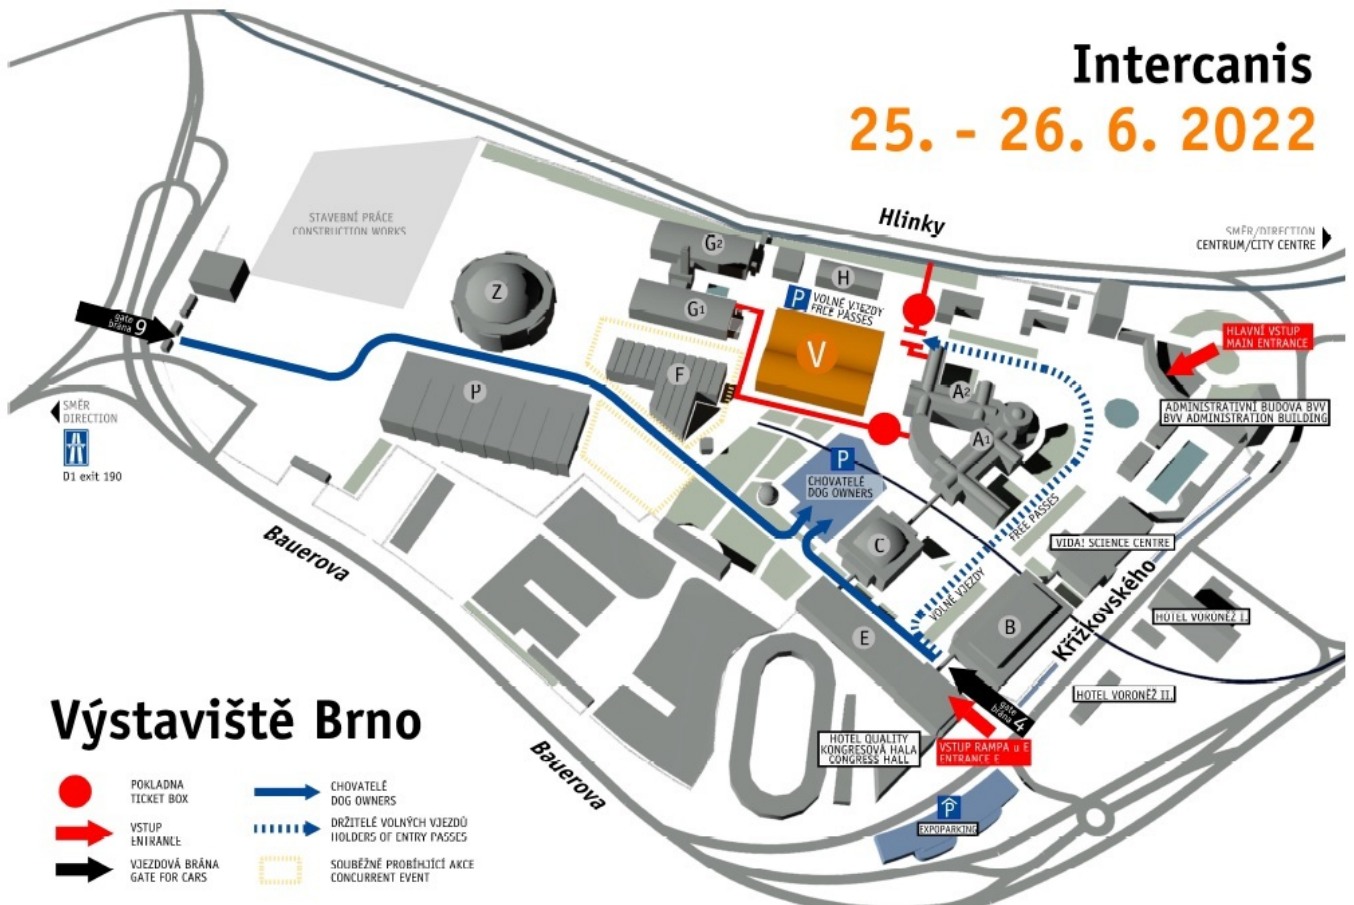 Intercanis
25. - 26. 6. 2022
Hlinky
SMĚR/DIRECTION
CENTRUM/CITY CENTRE
STAVEBNÍ PRÁCE
CONSTRUCTION WORKS
G2
H
Z
G1
P VOLNÉ VJEZDY
FREE PASSES
gate
brána 9
HLAVNÍ VSTUP
MAIN ENTRANCE
V
F
P
A2
SMĚR
DIRECTION
D1 exit 190
ADMINISTRATIVNÍ BUDOVA BVV
BVV ADMINISTRATION BUILDING
A1
P
CHOVATELÉ
DOG OWNERS
FREE PASSES
VOLNÉ VJEZDY
C
VIDA! SCIENCE CENTRE
Bauerova
Křížkovského
HOTEL VORONĚŽ I.
E
B
HOTEL VORONĚŽ II.
gate
brána 4
HOTEL QUALITY
KONGRESOVÁ HALA
CONGRESS HALL
VSTUP RAMPA u E
ENTRANCE E
Bauerova
P
EXPOPARKING
Výstaviště Brno
POKLADNA
TICKET BOX
VSTUP
ENTRANCE
VJEZDOVÁ BRÁNA
GATE FOR CARS
CHOVATELÉ
DOG OWNERS
DRŽITELÉ VOLNÝCH VJEZDŮ
HOLDERS OF ENTRY PASSES
SOUBĚŽNĚ PROBÍHJÍCÍ AKCE
CONCURRENT EVENT